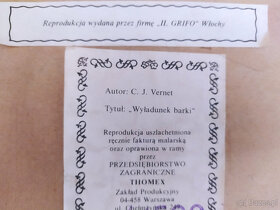 Reprodukcja wydana przez firmę „IL GRIFO" Włochy
Autor: C. J. Vernet
Tytuł: „Wyładunek barki"
Reprodukcja uszlachetniona
ręcznie fakturą malarską
oraz oprawiona w ramy
przez
PRZEDSIĘBIORSTWO
ZAGRANICZNE
THOMEX
Zakład Produkcyjny
04-458 Warszawa
ul.